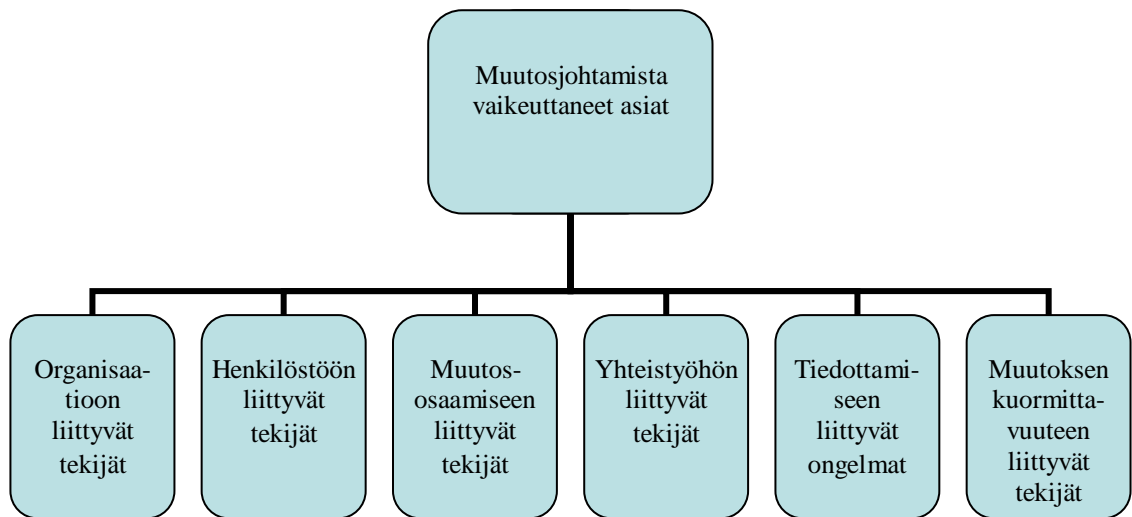 Muutosjohtamista
vaikeuttaneet asiat
Organisaa-
tioon
liittyvät
tekijät
Henkilöstöön
liittyvät
tekijät
Muutos-
osaamiseen
liittyvät
tekijät
Yhteistyöhön
liittyvät
tekijät
Tiedottami-
seen
liittyvät
ongelmat
Muutoksen
kuormitta-
vuuteen
liittyvät
tekijät